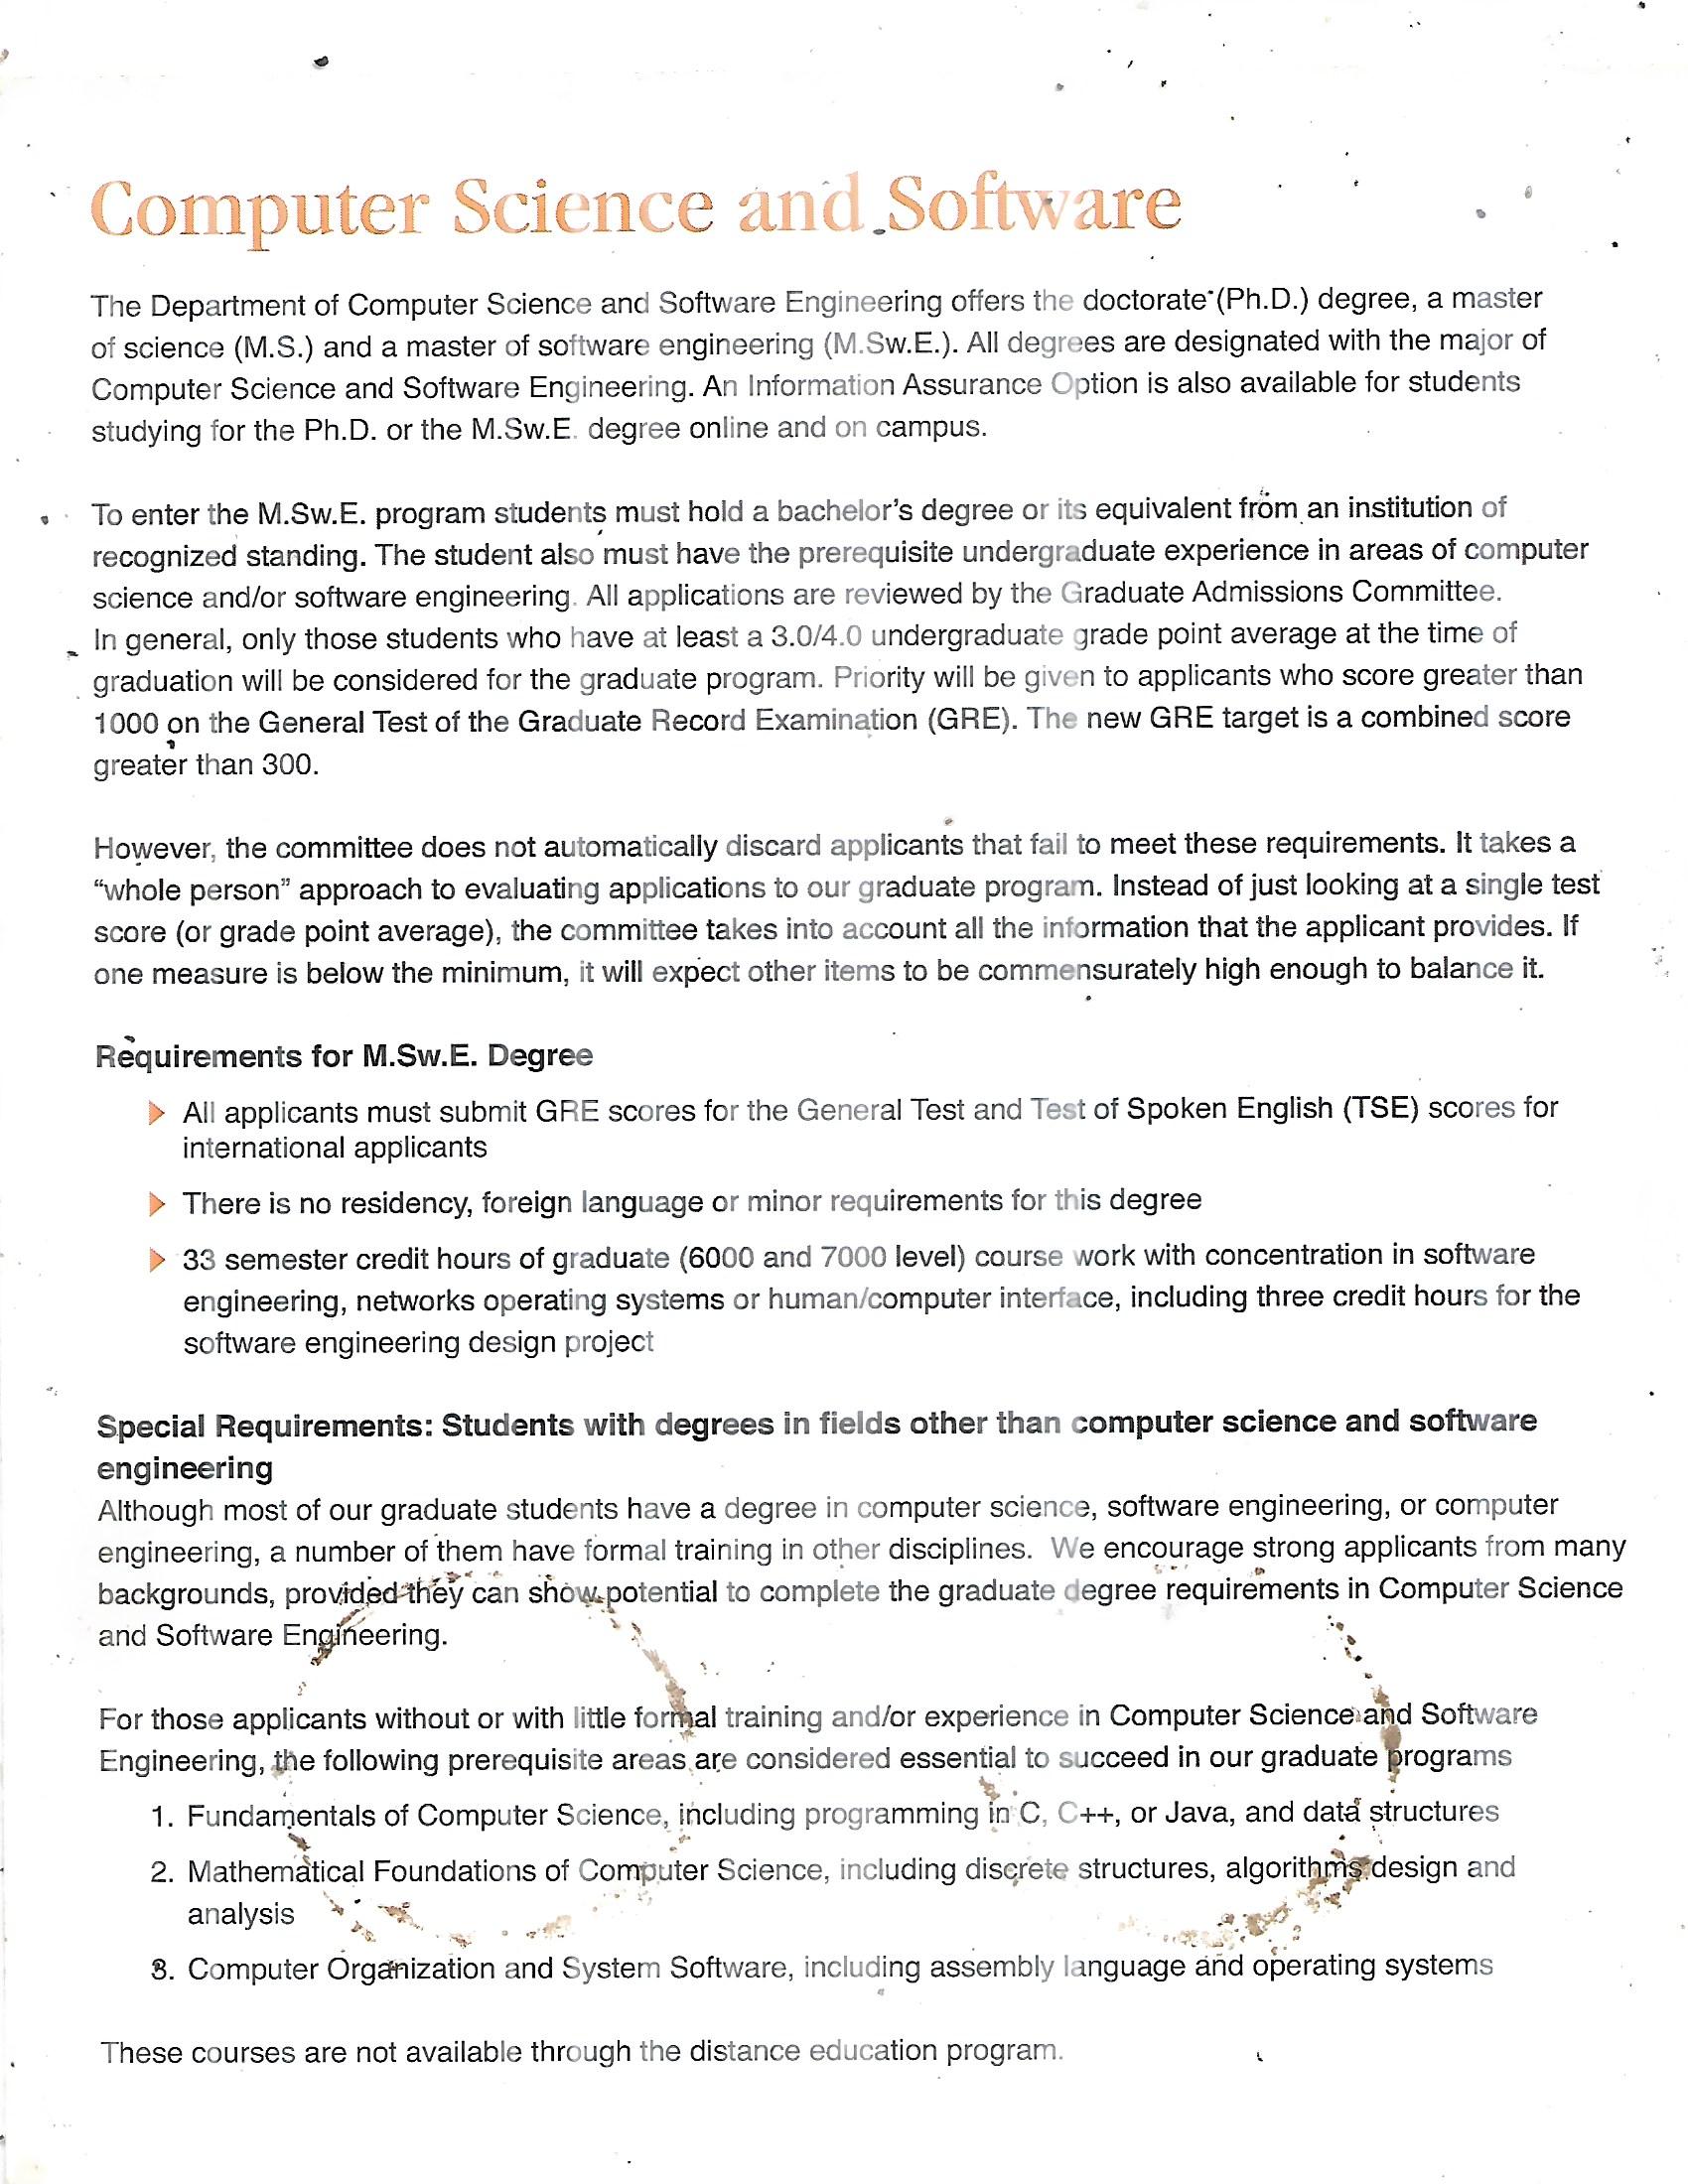 Computer Science and Software
The Department of Computer Science and Software Engineering offers the doctorate (Ph.D.) degree, a master
of science (M.S.) and a master of software engineering (M.Sw.E.). All degrees are designated with the major of
Computer Science and Software Engineering. An Information Assurance Option is also available for students
studying for the Ph.D. or the M.Sw.E. degree online and on campus.
To enter the M.Sw.E. program students must hold a bachelor's degree or its equivalent from an institution of
recognized standing. The student also must have the prerequisite undergraduate experience in areas of computer
science and/or software engineering. All applications are reviewed by the Graduate Admissions Committee.
In general, only those students who have at least a 3.0/4.0 undergraduate grade point average at the time of
graduation will be considered for the graduate program. Priority will be given to applicants who score greater than
1000 on the General Test of the Graduate Record Examination (GRE). The new GRE target is a combined score
greater than 300.
However, the committee does not automatically discard applicants that fail to meet these requirements. It takes a
“whole person” approach to evaluating applications to our graduate program. Instead of just looking at a single test
score (or grade point average), the committee takes into account all the information that the applicant provides. If
one measure is below the minimum, it will expect other items to be commensurately high enough to balance it.
Requirements for M.Sw.E. Degree
All applicants must submit GRE scores for the General Test and Test of Spoken English (TSE) scores for
international applicants
There is no residency, foreign language or minor requirements for this degree
33 semester credit hours of graduate (6000 and 7000 level) course work with concentration in software
engineering, networks operating systems or human/computer interface, including three credit hours for the
software engineering design project
Special Requirements: Students with degrees in fields other than computer science and software
engineering
Although most of our graduate students have a degree in computer science, software engineering, or computer
engineering, a number of them have formal training in other disciplines. We encourage strong applicants from many
backgrounds, provided they can show potential to complete the graduate degree requirements in Computer Science
and Software Engineering.
For those applicants without or with little formal training and/or experience in Computer Science and Software
Engineering, the following prerequisite areas are considered essential to succeed in our graduate programs
1. Fundamentals of Computer Science, including programming in C, C++, or Java, and data structures
2. Mathematical Foundations of Computer Science, including discrete structures, algorithms design and
analysis
3. Computer Organization and System Software, including assembly language and operating systems
These courses are not available through the distance education program.